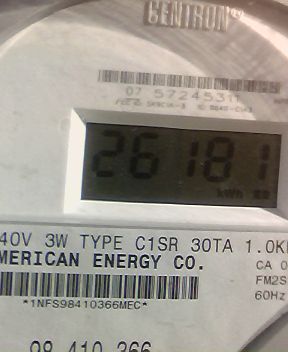 CENTRON®
07 57245311
26181
kWh
40V 3W TYPE C1SR 30TA 1.0K
MERICAN ENERGY CO.
CA 0
FM2S
60Hz
*1NFS98410366MEC*
98 410 366